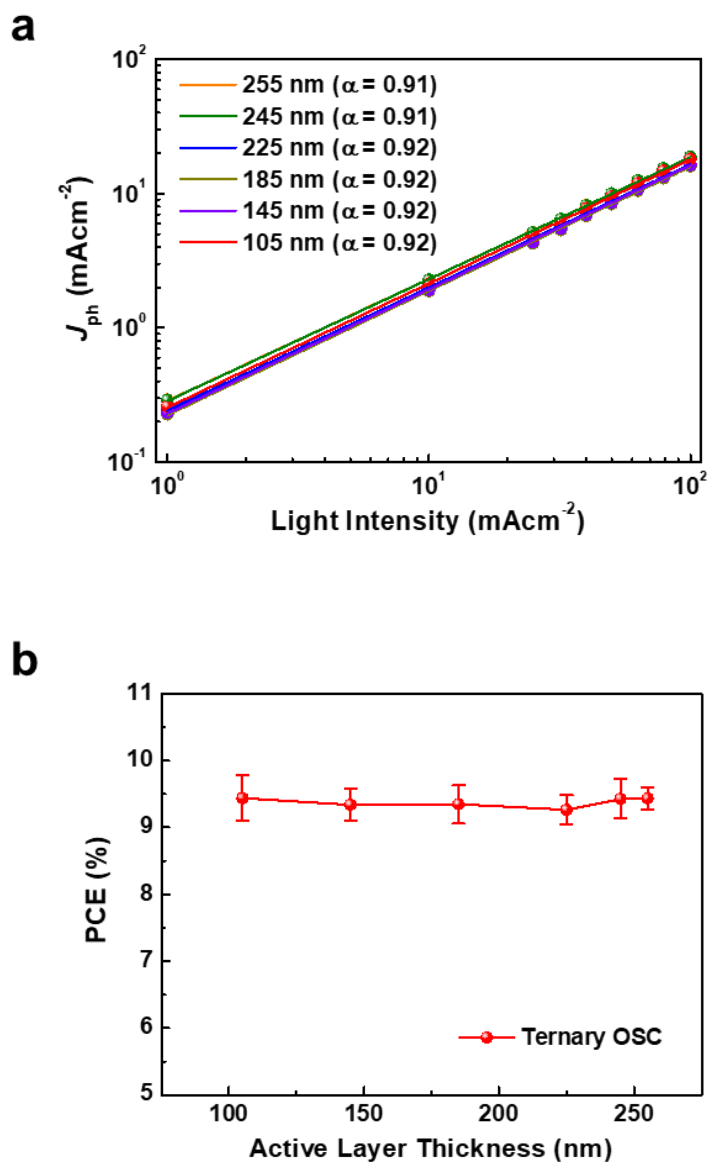 a
10²
10¹
10⁰
10⁻¹
J_ph (mAcm⁻²)
255 nm (α = 0.91)
245 nm (α = 0.91)
225 nm (α = 0.92)
185 nm (α = 0.92)
145 nm (α = 0.92)
105 nm (α = 0.92)
10⁰ 10¹ 10²
Light Intensity (mAcm⁻²)
b
11
10
9
8
7
6
5
PCE (%)
Ternary OSC
100 150 200 250
Active Layer Thickness (nm)